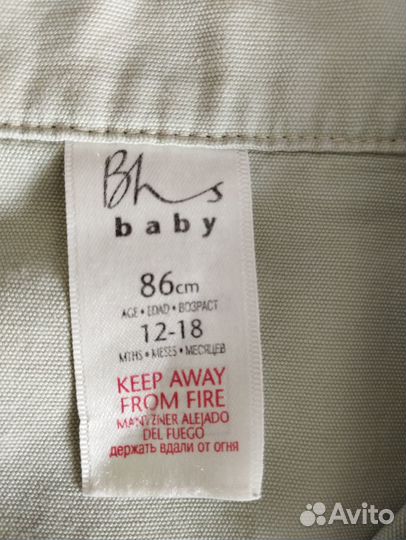 Bhs
baby
86cm
AGE • EDAD • ВОЗРАСТ
12-18
MTHS • MESES • МЕСЯЦЕВ
KEEP AWAY
FROM FIRE
MANTZNER ALEJADO
DEL FUEGO
держать вдали от огня
Avito